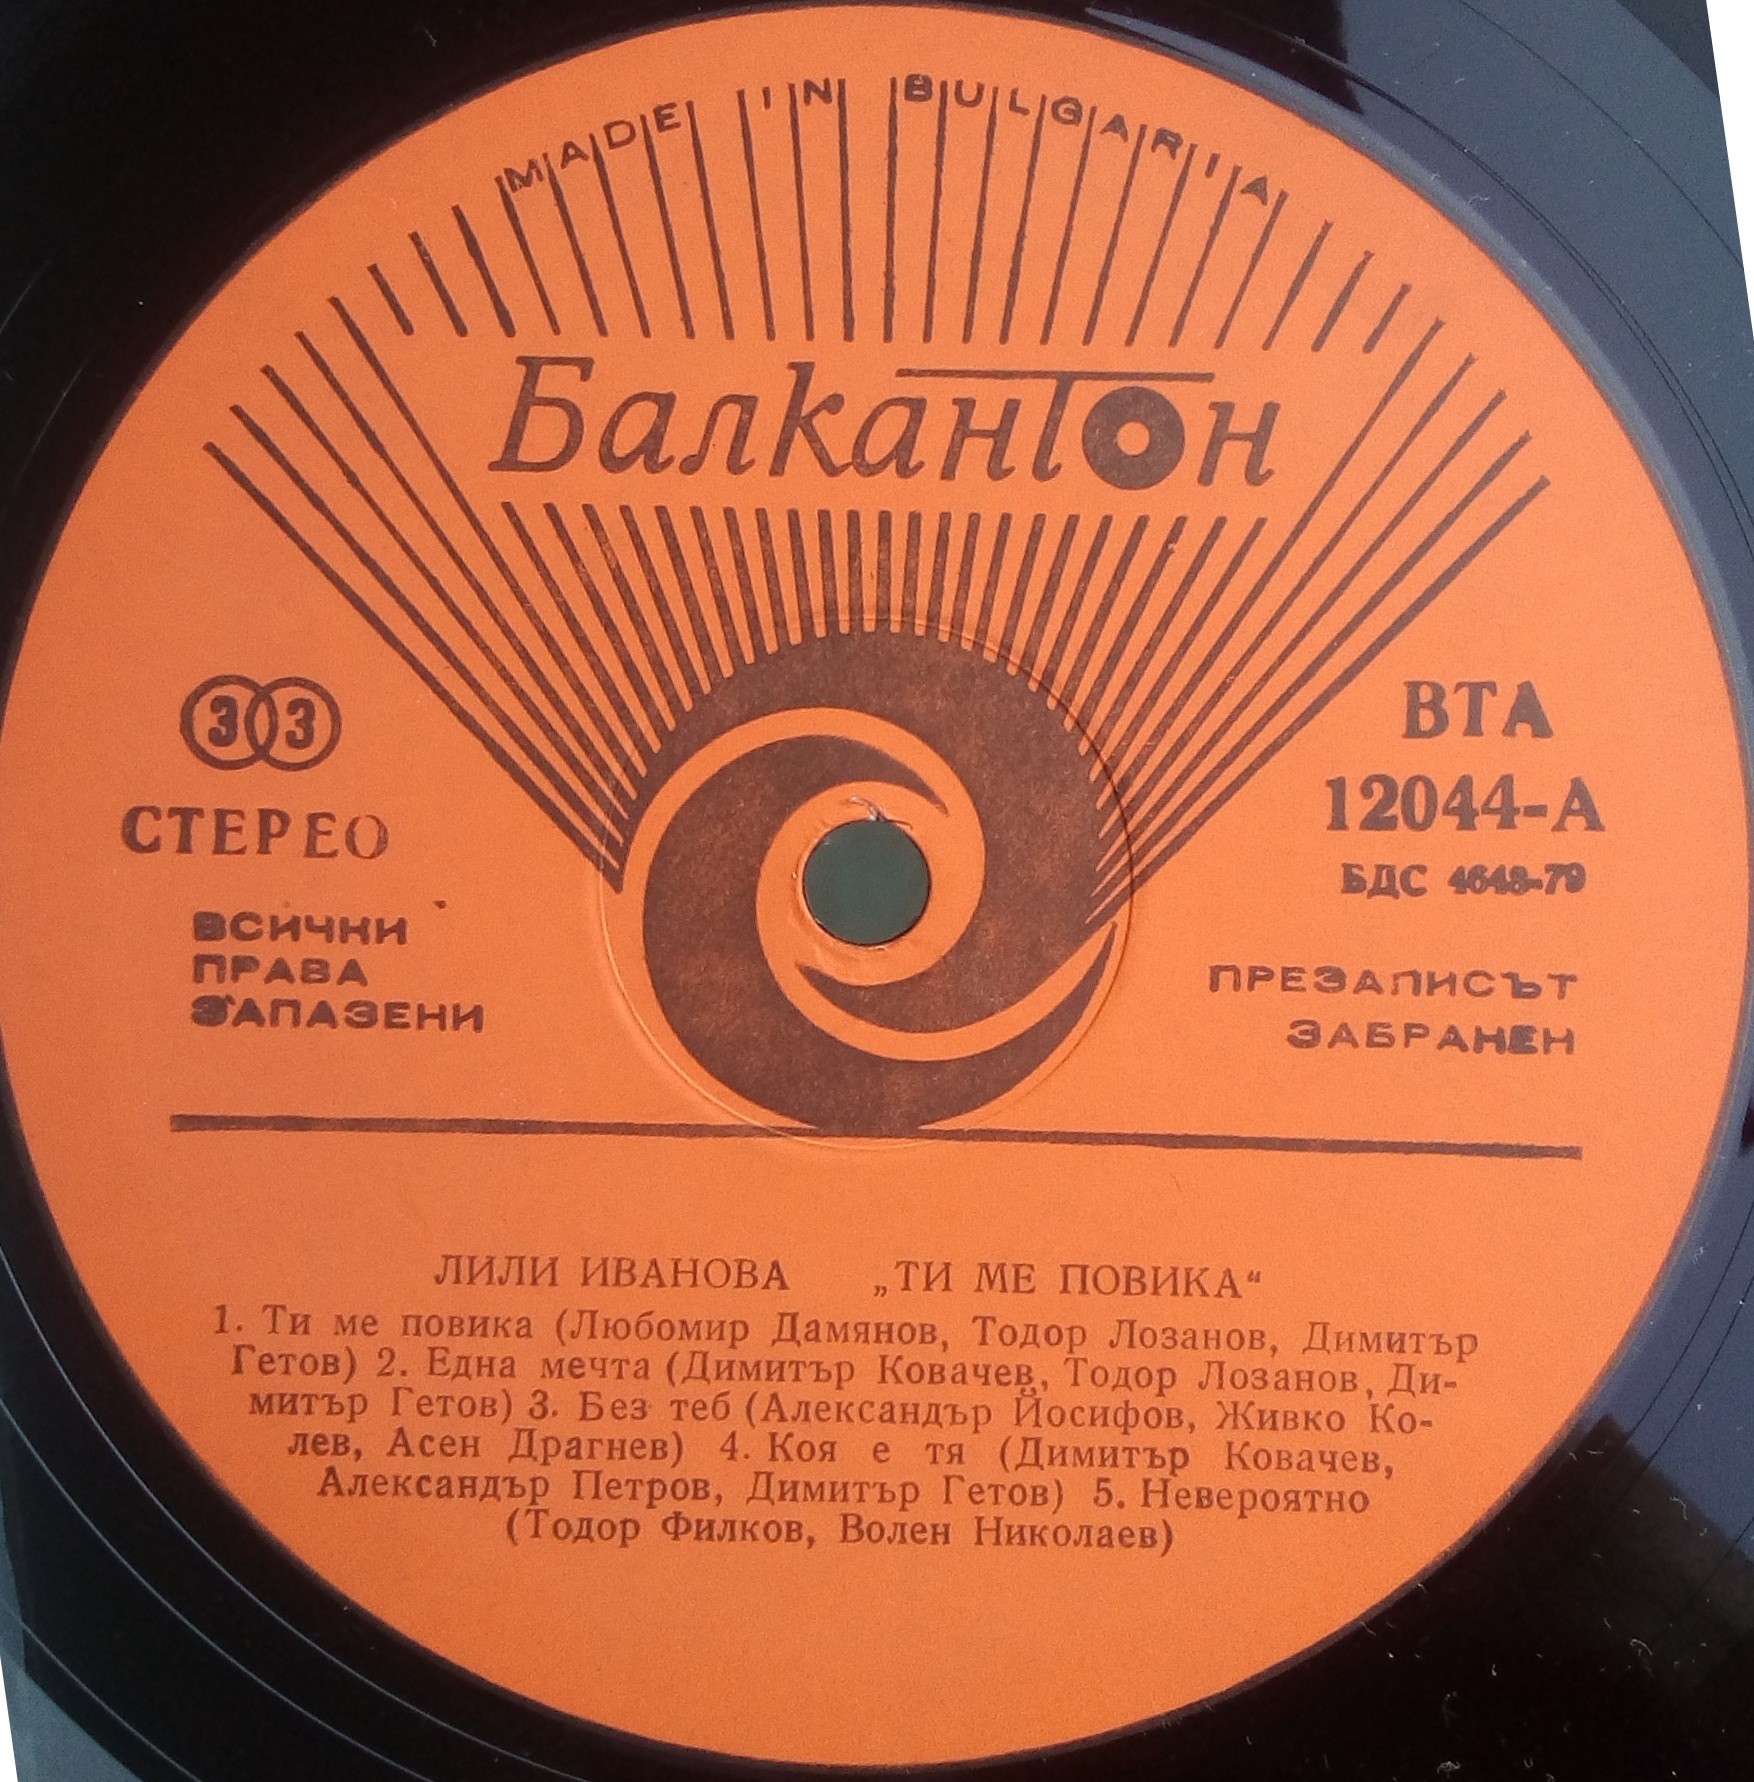 MADE IN BULGARIA
Балкантон
33
СТЕРЕО
ВСИЧКИ
ПРАВА
ЗАПАЗЕНИ
ВТА
12044-А
БДС 4643-79
ПРЕЗАПИСЪТ
ЗАБРАНЕН
ЛИЛИ ИВАНОВА „ТИ МЕ ПОВИКА“
1. Ти ме повика (Любомир Дамянов, Тодор Лозанов, Димитър
Гетов) 2. Една мечта (Димитър Ковачев, Тодор Лозанов, Ди-
митър Гетов) 3. Без теб (Александър Йосифов, Живко Ко-
лев, Асен Драгнев) 4. Коя е тя (Димитър Ковачев,
Александър Петров, Димитър Гетов) 5. Невероятно
(Тодор Филков, Волен Николаев)